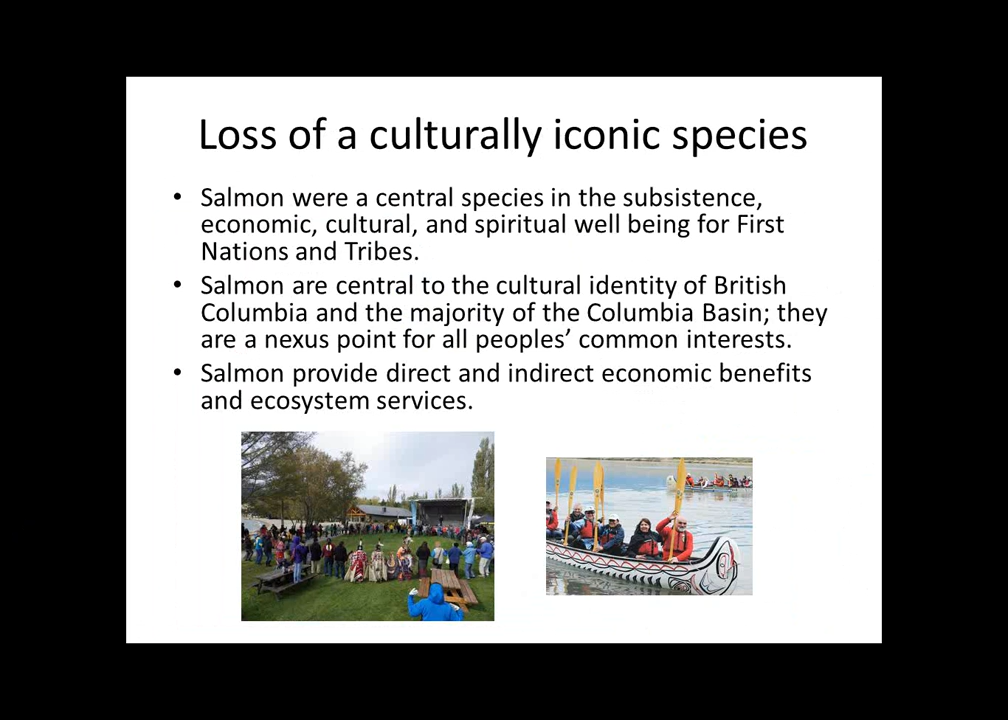 Loss of a culturally iconic species
• Salmon were a central species in the subsistence,
economic, cultural, and spiritual well being for First
Nations and Tribes.
• Salmon are central to the cultural identity of British
Columbia and the majority of the Columbia Basin; they
are a nexus point for all peoples’ common interests.
• Salmon provide direct and indirect economic benefits
and ecosystem services.